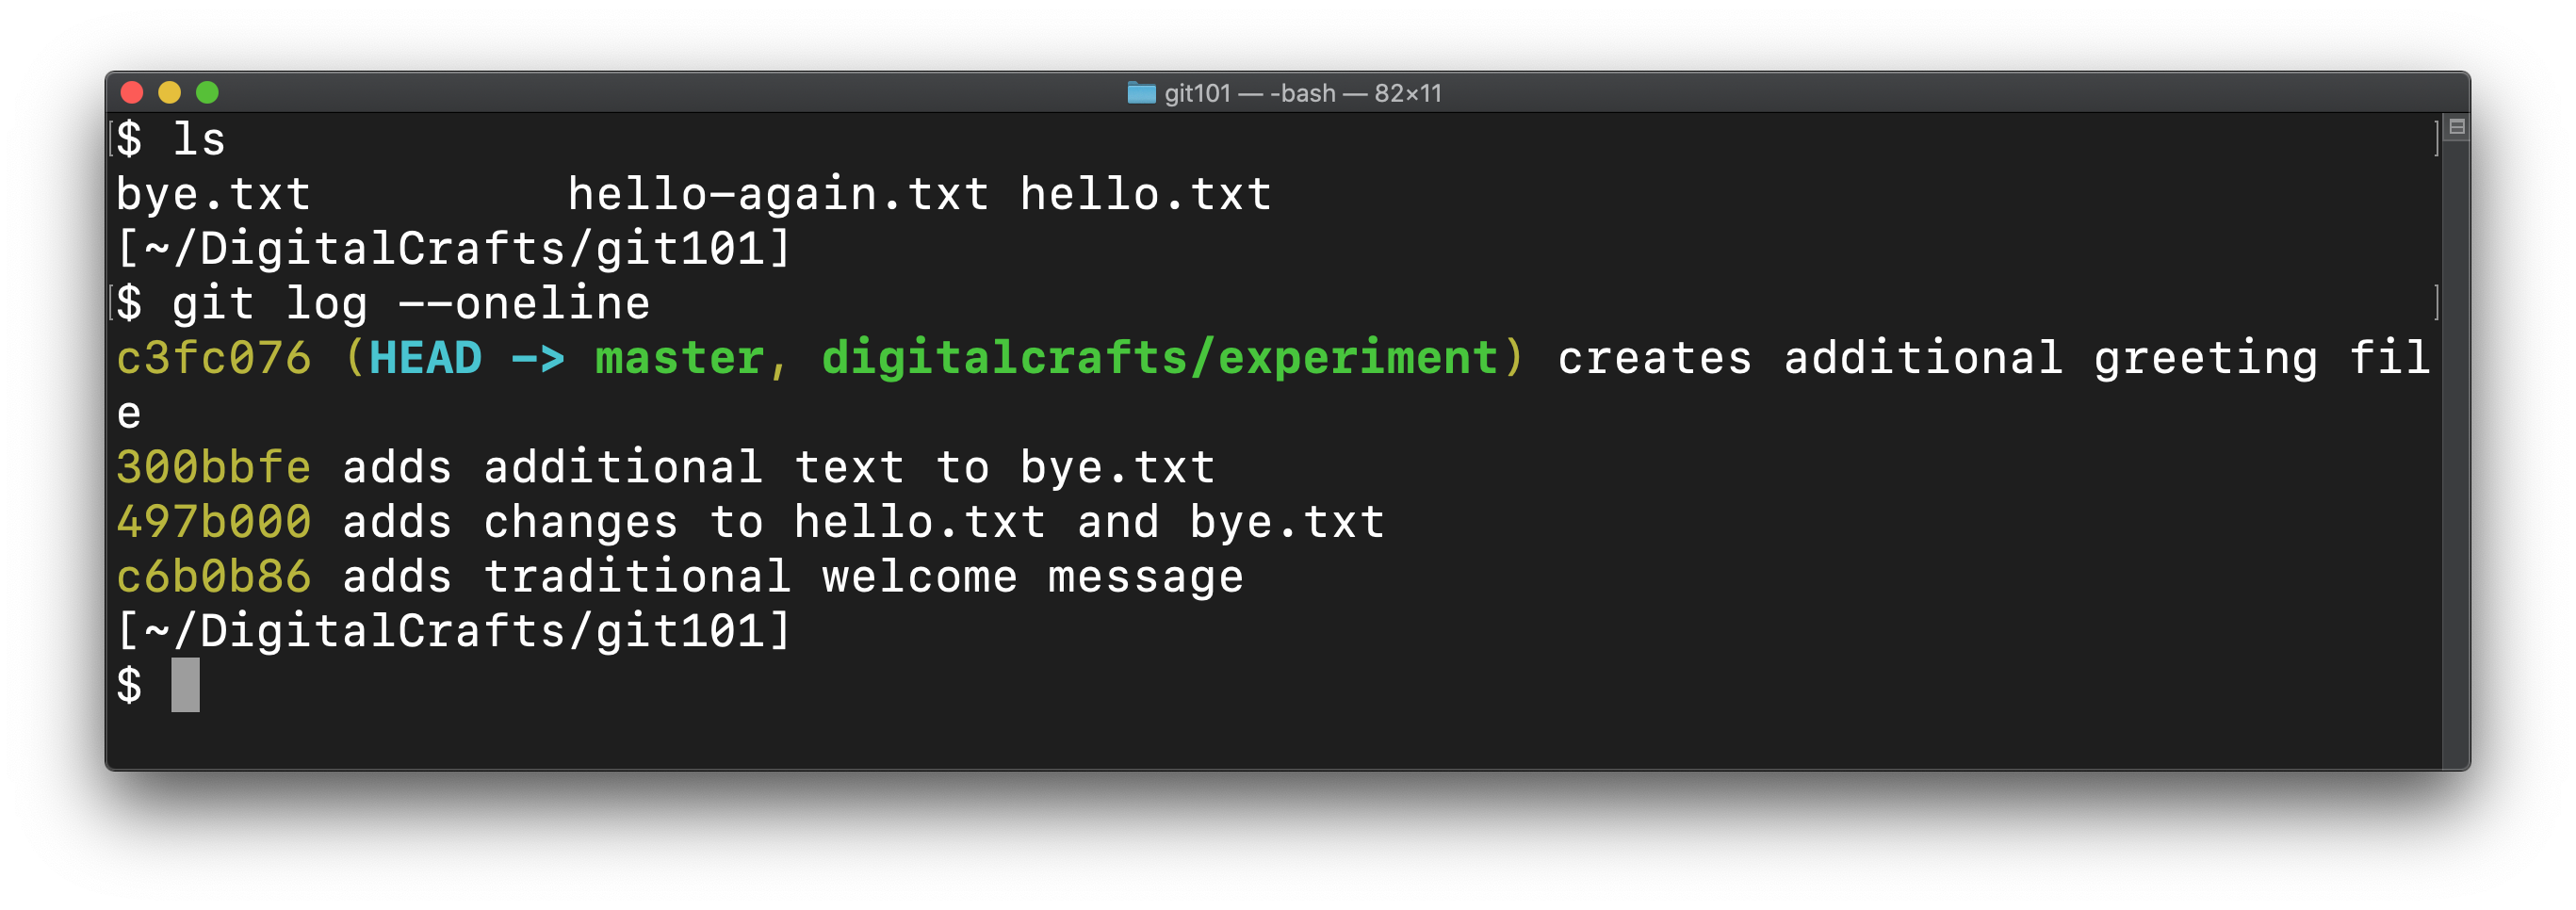 git101 — -bash — 82×11
[$ ls ]
bye.txt         hello-again.txt hello.txt
[~/DigitalCrafts/git101]
[$ git log --oneline ]
c3fc076 (HEAD -> master, digitalcrafts/experiment) creates additional greeting fil
e
300bbfe adds additional text to bye.txt
497b000 adds changes to hello.txt and bye.txt
c6b0b86 adds traditional welcome message
[~/DigitalCrafts/git101]
$